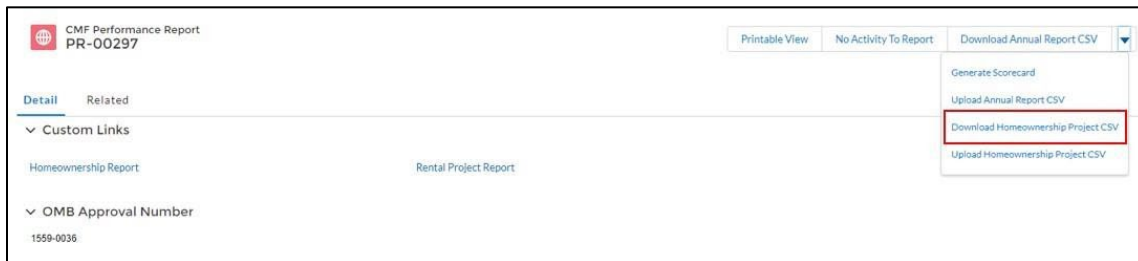 CMF Performance Report
PR-00297
Printable View
No Activity To Report
Download Annual Report CSV
Generate Scorecard
Upload Annual Report CSV
Download Homeownership Project CSV
Upload Homeownership Project CSV
Detail
Related
Custom Links
Homeownership Report
Rental Project Report
OMB Approval Number
1559-0036